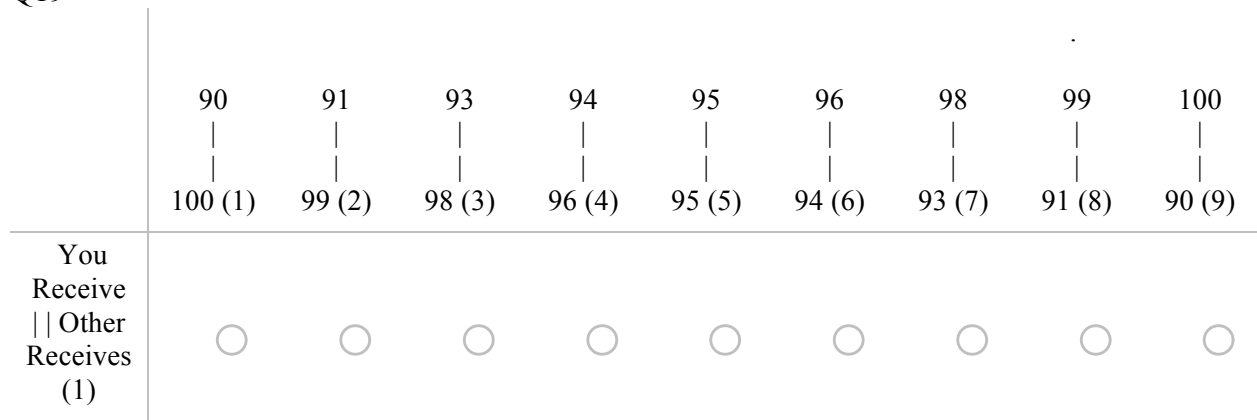 90 91 93 94 95 96 98 99 100
| | | | | | | | |
| | | | | | | | |
100 (1) 99 (2) 98 (3) 96 (4) 95 (5) 94 (6) 93 (7) 91 (8) 90 (9)
You
Receive
|| Other
Receives
(1)